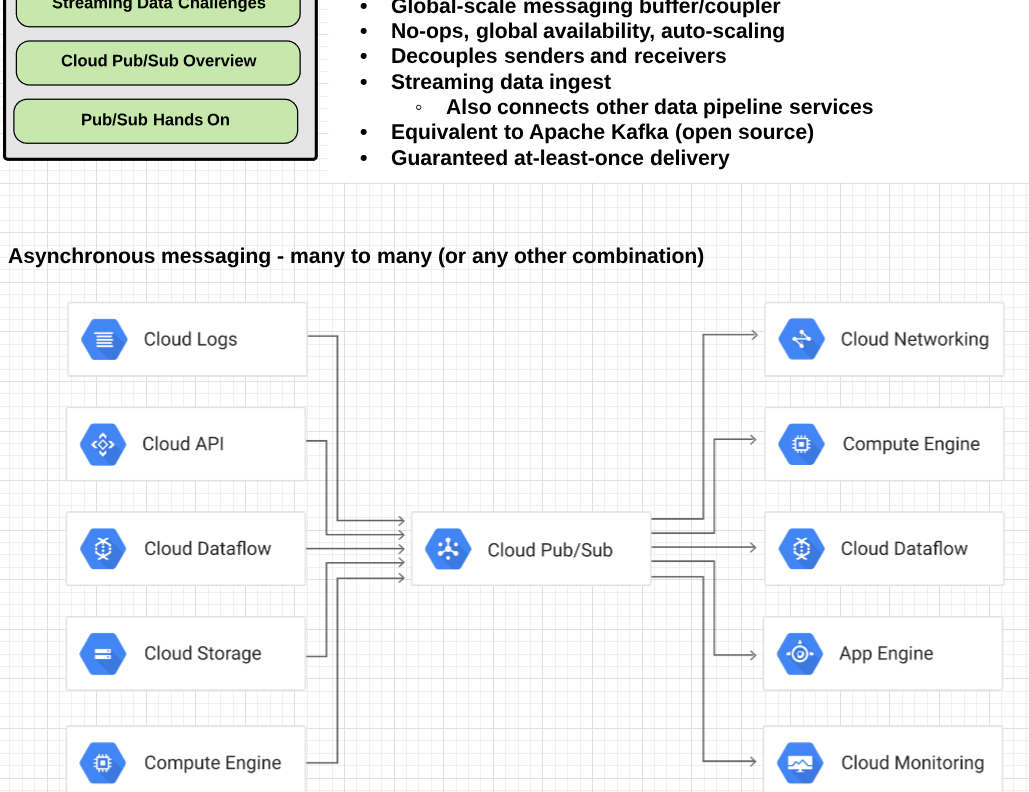 Streaming Data Challenges
Cloud Pub/Sub Overview
Pub/Sub Hands On
• Global-scale messaging buffer/coupler
• No-ops, global availability, auto-scaling
• Decouples senders and receivers
• Streaming data ingest
◦ Also connects other data pipeline services
• Equivalent to Apache Kafka (open source)
• Guaranteed at-least-once delivery
Asynchronous messaging - many to many (or any other combination)
Cloud Logs
Cloud API
Cloud Dataflow
Cloud Storage
Compute Engine
Cloud Pub/Sub
Cloud Networking
Compute Engine
Cloud Dataflow
App Engine
Cloud Monitoring